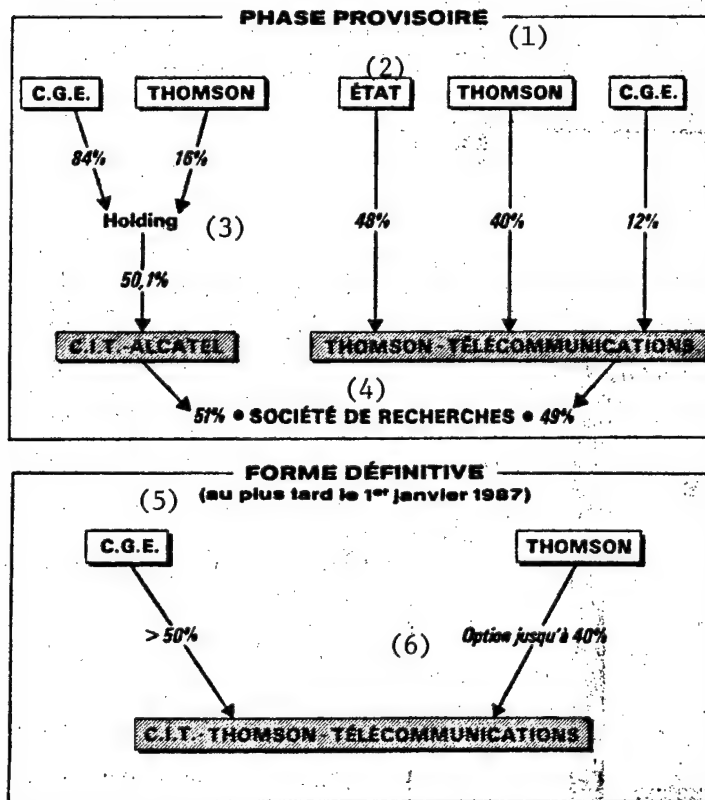 PHASE PROVISOIRE
(1)
(2)
C.G.E. THOMSON ÉTAT THOMSON C.G.E.
84% 16%
Holding (3) 48% 40% 12%
50,1%
C.I.T.-ALCATEL THOMSON-TÉLÉCOMMUNICATIONS
(4)
51% • SOCIÉTÉ DE RECHERCHES • 49%
FORME DÉFINITIVE
(5) (au plus tard le 1er janvier 1987)
C.G.E. THOMSON
> 50% (6) Option jusqu'à 40%
C.I.T.-THOMSON-TÉLÉCOMMUNICATIONS